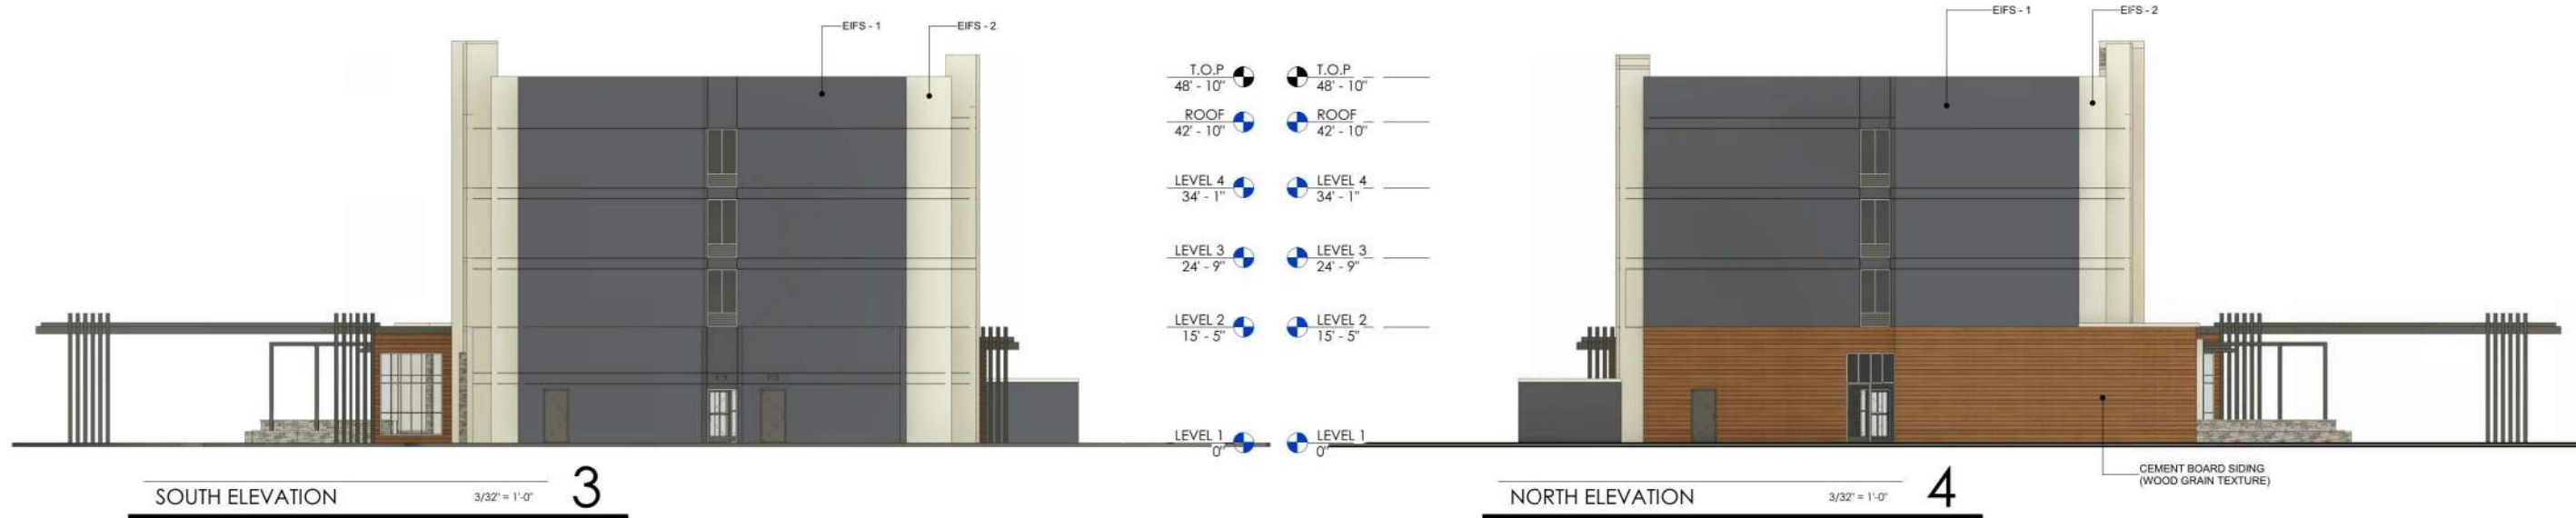 EIFS - 1
EIFS - 2
T.O.P
48' - 10"
ROOF
42' - 10"
LEVEL 4
34' - 1"
LEVEL 3
24' - 9"
LEVEL 2
15' - 5"
LEVEL 1
0"
SOUTH ELEVATION
3/32" = 1'-0"
3
EIFS - 1
EIFS - 2
T.O.P
48' - 10"
ROOF
42' - 10"
LEVEL 4
34' - 1"
LEVEL 3
24' - 9"
LEVEL 2
15' - 5"
LEVEL 1
0"
CEMENT BOARD SIDING
(WOOD GRAIN TEXTURE)
NORTH ELEVATION
3/32" = 1'-0"
4